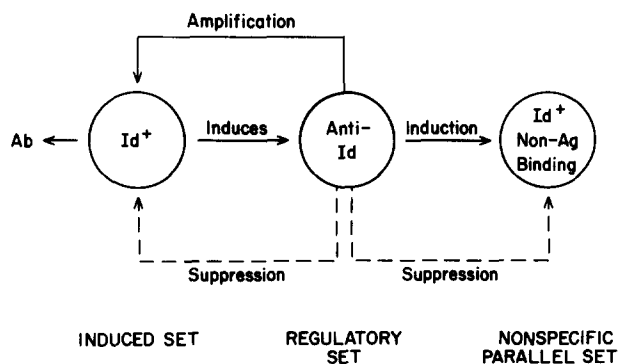 Amplification
Ab
Id+
Induces
Anti-
Id
Induction
Id+
Non-Ag
Binding
Suppression
Suppression
INDUCED SET
REGULATORY
SET
NONSPECIFIC
PARALLEL SET